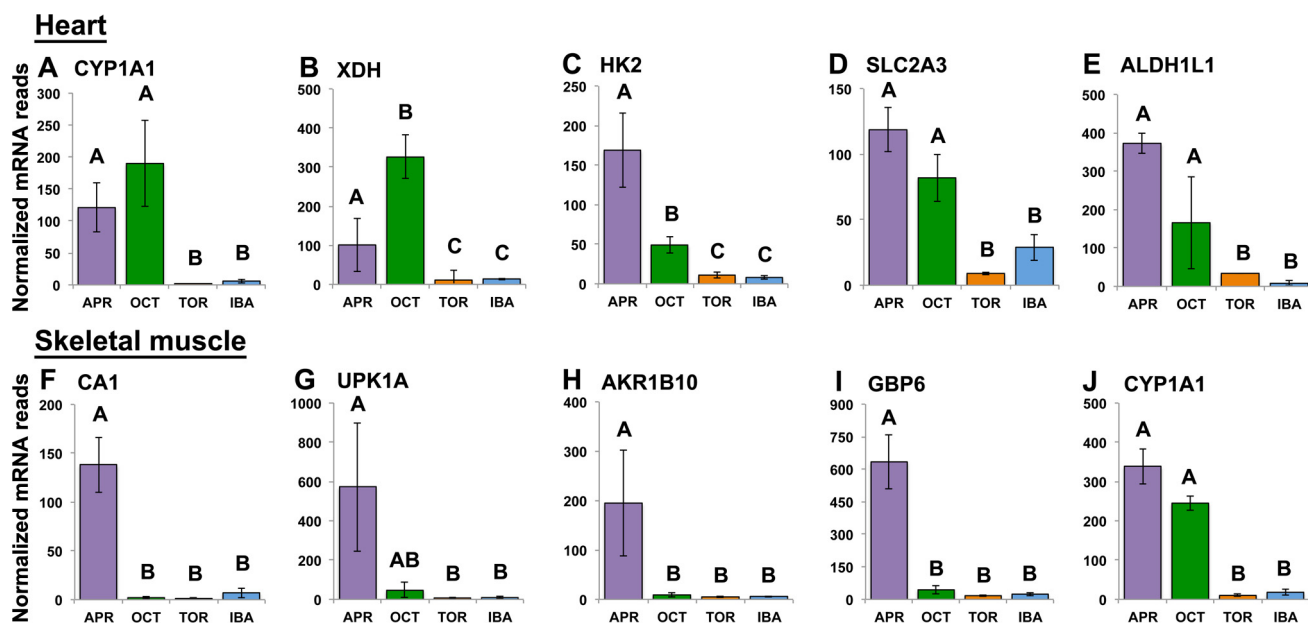 Heart
A CYP1A1 B XDH C HK2 D SLC2A3 E ALDH1L1
Normalized mRNA reads
300
250
200
150
100
50
0
A A B B
APR OCT TOR IBA
500
400
300
200
100
0
A B C C
APR OCT TOR IBA
250
200
150
100
50
0
A B C C
APR OCT TOR IBA
150
100
50
0
A A B B
APR OCT TOR IBA
500
400
300
200
100
0
A A B B
APR OCT TOR IBA
Skeletal muscle
F CA1 G UPK1A H AKR1B10 I GBP6 J CYP1A1
Normalized mRNA reads
200
150
100
50
0
A B B B
APR OCT TOR IBA
1000
800
600
400
200
0
A AB B B
APR OCT TOR IBA
400
300
200
100
0
A B B B
APR OCT TOR IBA
900
750
600
450
300
150
0
A B B B
APR OCT TOR IBA
500
400
300
200
100
0
A A B B
APR OCT TOR IBA